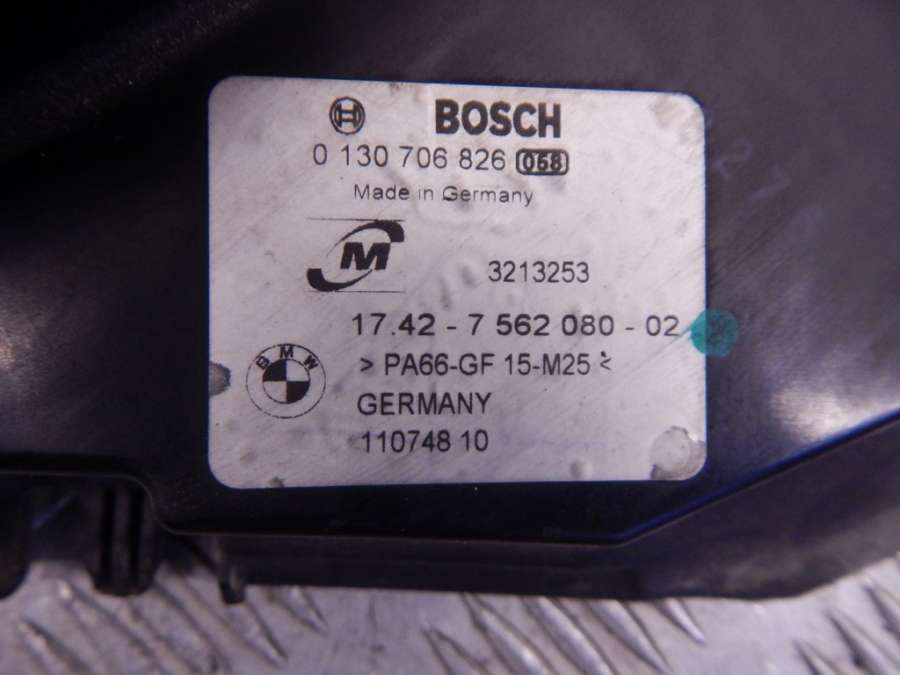 BOSCH
0 130 706 826 058
Made in Germany
M
3213253
17.42 - 7 562 080 - 02
BMW
> PA66-GF 15-M25 <
GERMANY
110748 10